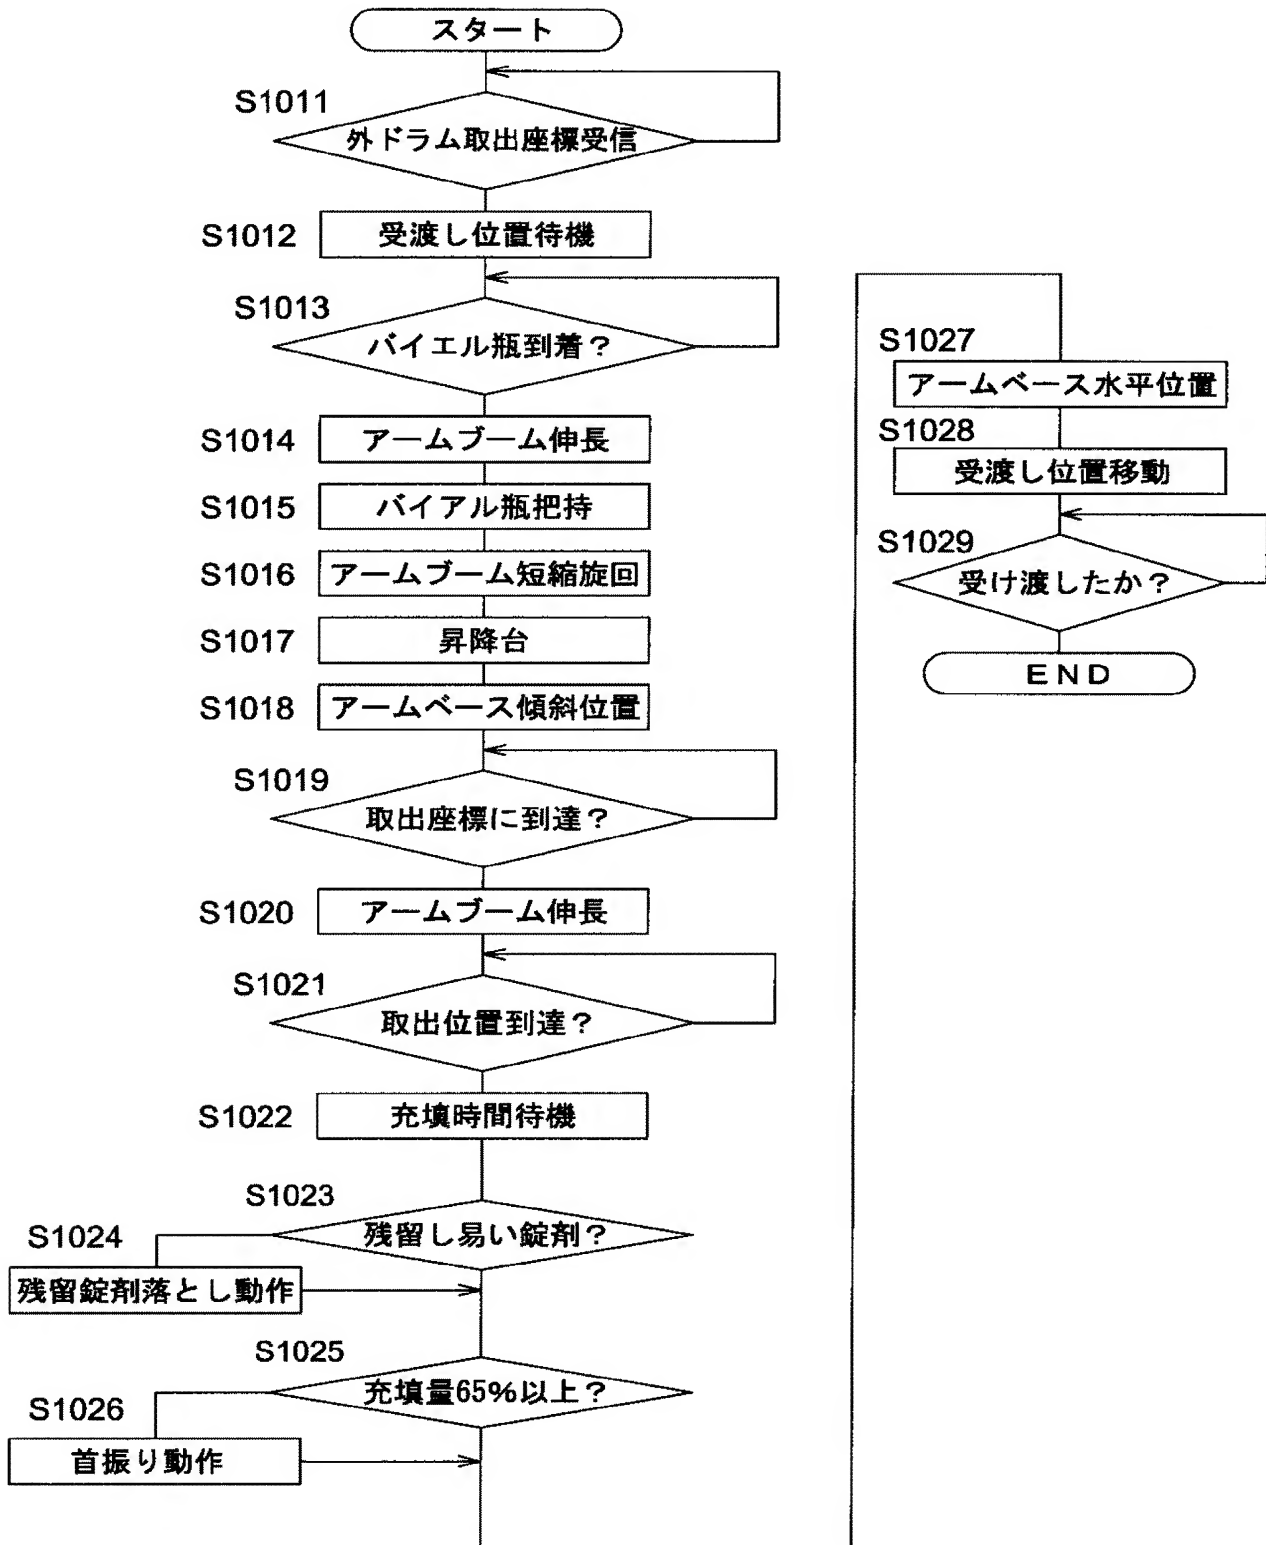 スタート
S1011
外ドラム取出座標受信
S1012
受渡し位置待機
S1013
バイエル瓶到着？
S1014
アームブーム伸長
S1015
バイアル瓶把持
S1016
アームブーム短縮旋回
S1017
昇降台
S1018
アームベース傾斜位置
S1019
取出座標に到達？
S1020
アームブーム伸長
S1021
取出位置到達？
S1022
充填時間待機
S1023
残留し易い錠剤？
S1024
残留錠剤落とし動作
S1025
充填量65%以上？
S1026
首振り動作
S1027
アームベース水平位置
S1028
受渡し位置移動
S1029
受け渡したか？
END